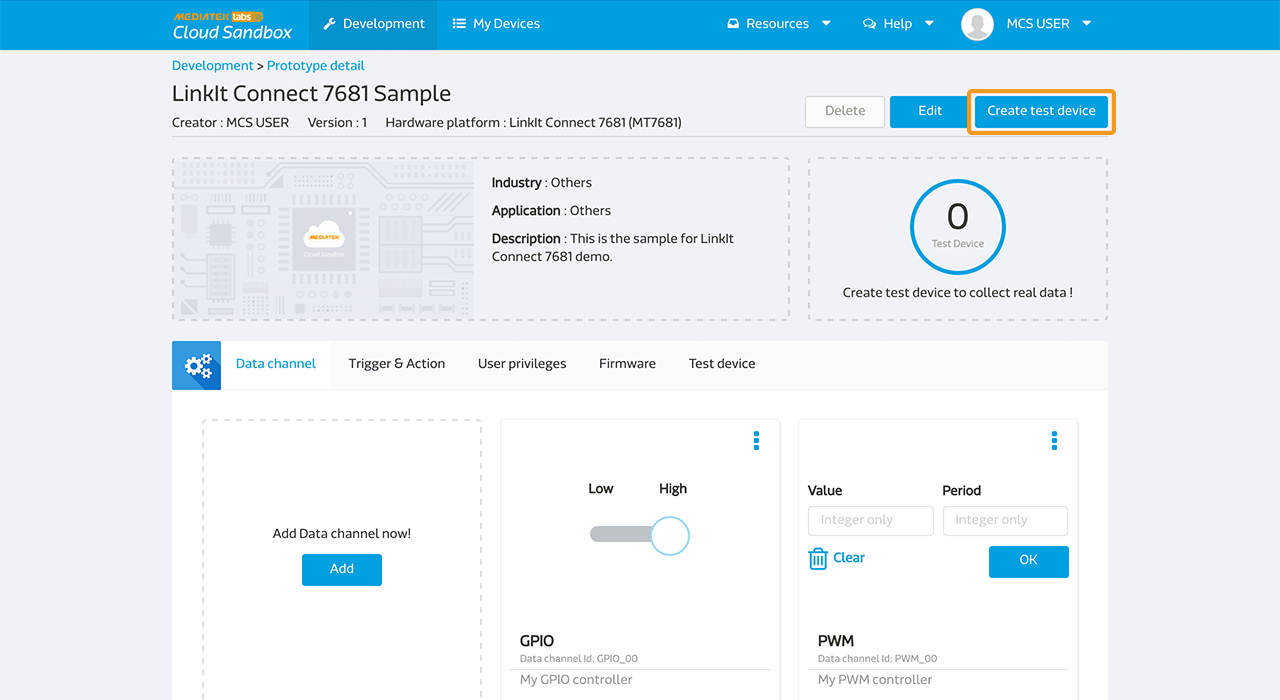 MEDIATEK labs
Cloud Sandbox
Development
My Devices
Resources
Help
MCS USER
Development > Prototype detail
LinkIt Connect 7681 Sample
Creator : MCS USER Version : 1 Hardware platform : LinkIt Connect 7681 (MT7681)
Delete
Edit
Create test device
MEDIATEK
Cloud Sandbox
Industry : Others
Application : Others
Description : This is the sample for LinkIt
Connect 7681 demo.
0
Test Device
Create test device to collect real data !
Data channel
Trigger & Action
User privileges
Firmware
Test device
Add Data channel now!
Add
Low High
GPIO
Data channel Id: GPIO_00
My GPIO controller
Value Period
Integer only Integer only
Clear
OK
PWM
Data channel Id: PWM_00
My PWM controller